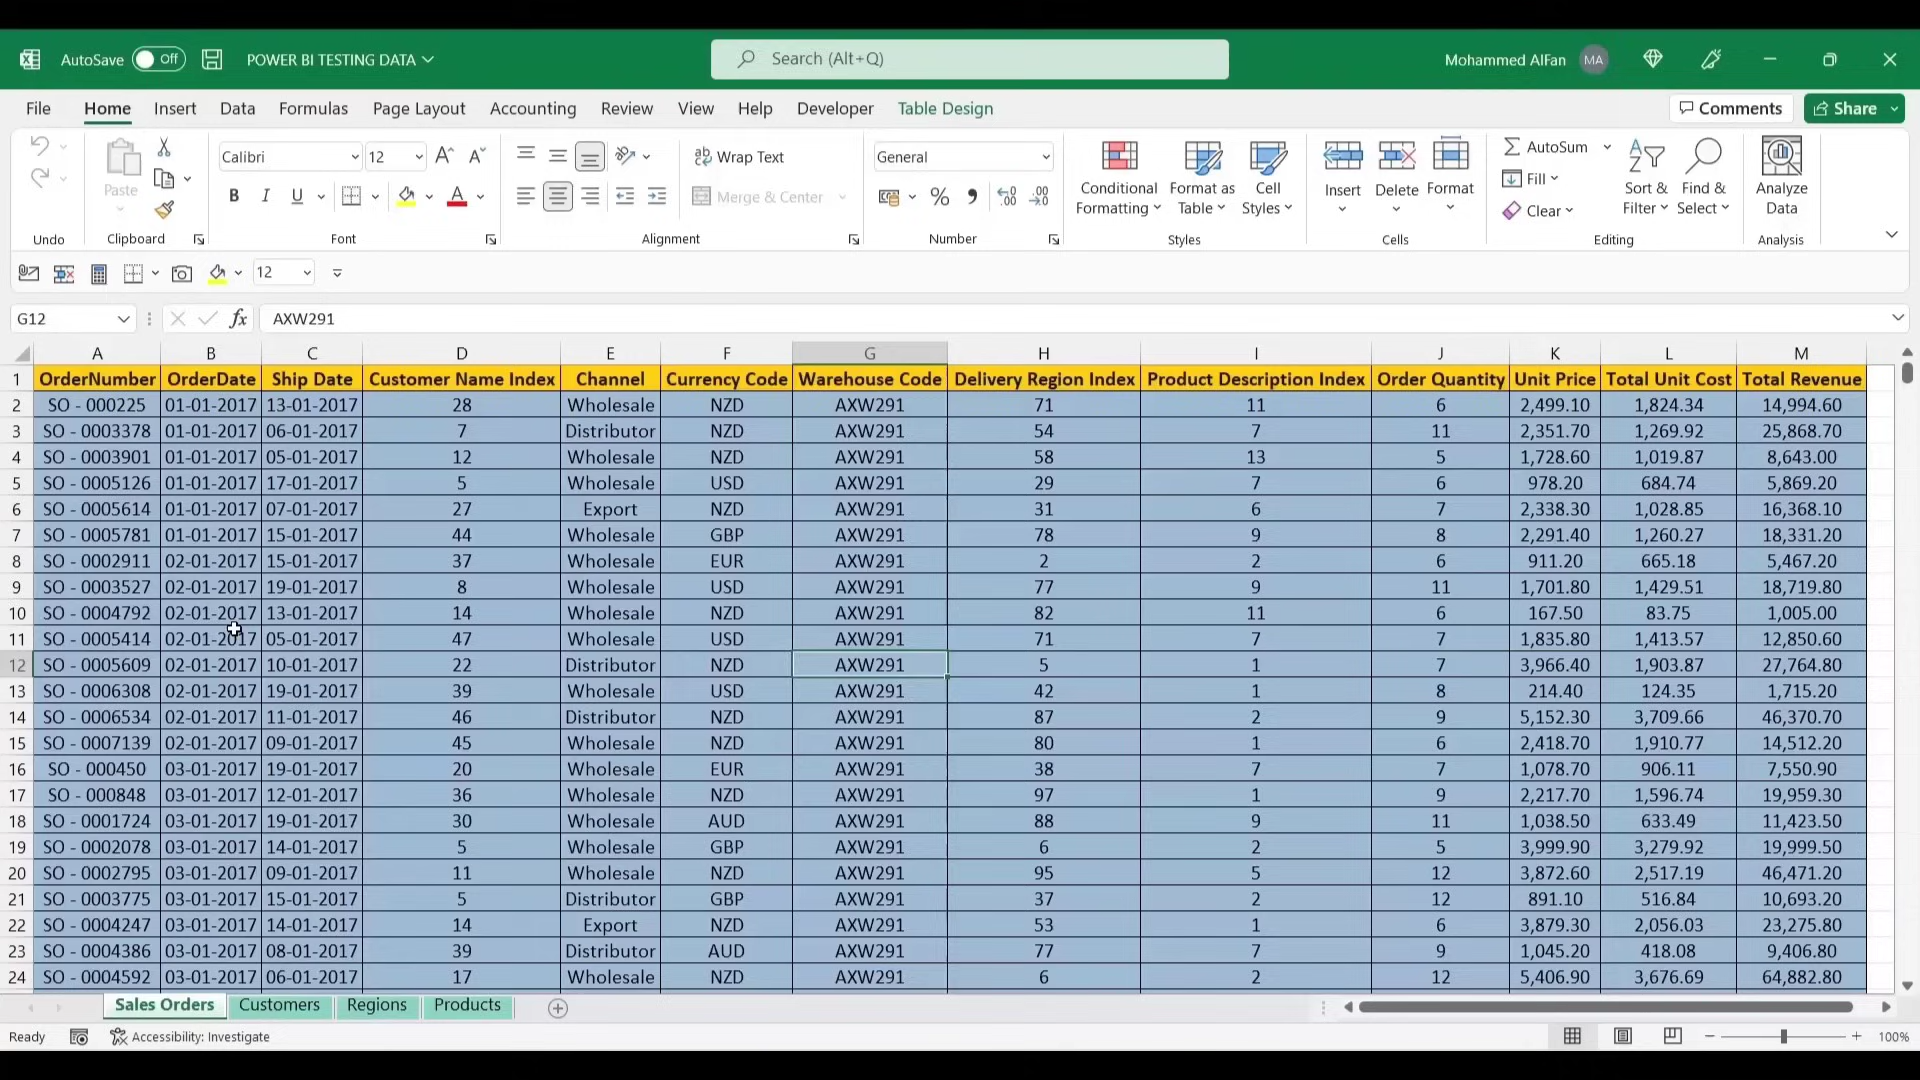 AutoSave Off POWER BI TESTING DATA Search (Alt+Q) Mohammed AlFan MA
File Home Insert Data Formulas Page Layout Accounting Review View Help Developer Table Design Comments Share
Paste Calibri 12 Wrap Text Merge & Center General Conditional Formatting Format as Table Cell Styles Insert Delete Format AutoSum Fill Clear Sort & Filter Find & Select Analyze Data
Undo Clipboard Font Alignment Number Styles Cells Editing Analysis
12
G12 fx AXW291
A B C D E F G H I J K L M
1 OrderNumber OrderDate Ship Date Customer Name Index Channel Currency Code Warehouse Code Delivery Region Index Product Description Index Order Quantity Unit Price Total Unit Cost Total Revenue
2 SO - 000225 01-01-2017 13-01-2017 28 Wholesale NZD AXW291 71 11 6 2,499.10 1,824.34 14,994.60
3 SO - 0003378 01-01-2017 06-01-2017 7 Distributor NZD AXW291 54 7 11 2,351.70 1,269.92 25,868.70
4 SO - 0003901 01-01-2017 05-01-2017 12 Wholesale NZD AXW291 58 13 5 1,728.60 1,019.87 8,643.00
5 SO - 0005126 01-01-2017 17-01-2017 5 Wholesale USD AXW291 29 7 6 978.20 684.74 5,869.20
6 SO - 0005614 01-01-2017 07-01-2017 27 Export NZD AXW291 31 6 7 2,338.30 1,028.85 16,368.10
7 SO - 0005781 01-01-2017 15-01-2017 44 Wholesale GBP AXW291 78 9 8 2,291.40 1,260.27 18,331.20
8 SO - 0002911 02-01-2017 15-01-2017 37 Wholesale EUR AXW291 2 2 6 911.20 665.18 5,467.20
9 SO - 0003527 02-01-2017 19-01-2017 8 Wholesale USD AXW291 77 9 11 1,701.80 1,429.51 18,719.80
10 SO - 0004792 02-01-2017 13-01-2017 14 Wholesale NZD AXW291 82 11 6 167.50 83.75 1,005.00
11 SO - 0005414 02-01-2017 05-01-2017 47 Wholesale USD AXW291 71 7 7 1,835.80 1,413.57 12,850.60
12 SO - 0005609 02-01-2017 10-01-2017 22 Distributor NZD AXW291 5 1 7 3,966.40 1,903.87 27,764.80
13 SO - 0006308 02-01-2017 19-01-2017 39 Wholesale USD AXW291 42 1 8 214.40 124.35 1,715.20
14 SO - 0006534 02-01-2017 11-01-2017 46 Distributor NZD AXW291 87 2 9 5,152.30 3,709.66 46,370.70
15 SO - 0007139 02-01-2017 09-01-2017 45 Wholesale NZD AXW291 80 1 6 2,418.70 1,910.77 14,512.20
16 SO - 000450 03-01-2017 19-01-2017 20 Wholesale EUR AXW291 38 7 7 1,078.70 906.11 7,550.90
17 SO - 000848 03-01-2017 12-01-2017 36 Wholesale NZD AXW291 97 1 9 2,217.70 1,596.74 19,959.30
18 SO - 0001724 03-01-2017 19-01-2017 30 Wholesale AUD AXW291 88 9 11 1,038.50 633.49 11,423.50
19 SO - 0002078 03-01-2017 14-01-2017 5 Wholesale GBP AXW291 6 2 5 3,999.90 3,279.92 19,999.50
20 SO - 0002795 03-01-2017 09-01-2017 11 Wholesale NZD AXW291 95 5 12 3,872.60 2,517.19 46,471.20
21 SO - 0003775 03-01-2017 15-01-2017 5 Distributor GBP AXW291 37 2 12 891.10 516.84 10,693.20
22 SO - 0004247 03-01-2017 14-01-2017 14 Export NZD AXW291 53 1 6 3,879.30 2,056.03 23,275.80
23 SO - 0004386 03-01-2017 08-01-2017 39 Distributor AUD AXW291 77 7 9 1,045.20 418.08 9,406.80
24 SO - 0004592 03-01-2017 06-01-2017 17 Wholesale NZD AXW291 6 2 12 5,406.90 3,676.69 64,882.80
Sales Orders Customers Regions Products
Ready Accessibility: Investigate 100%